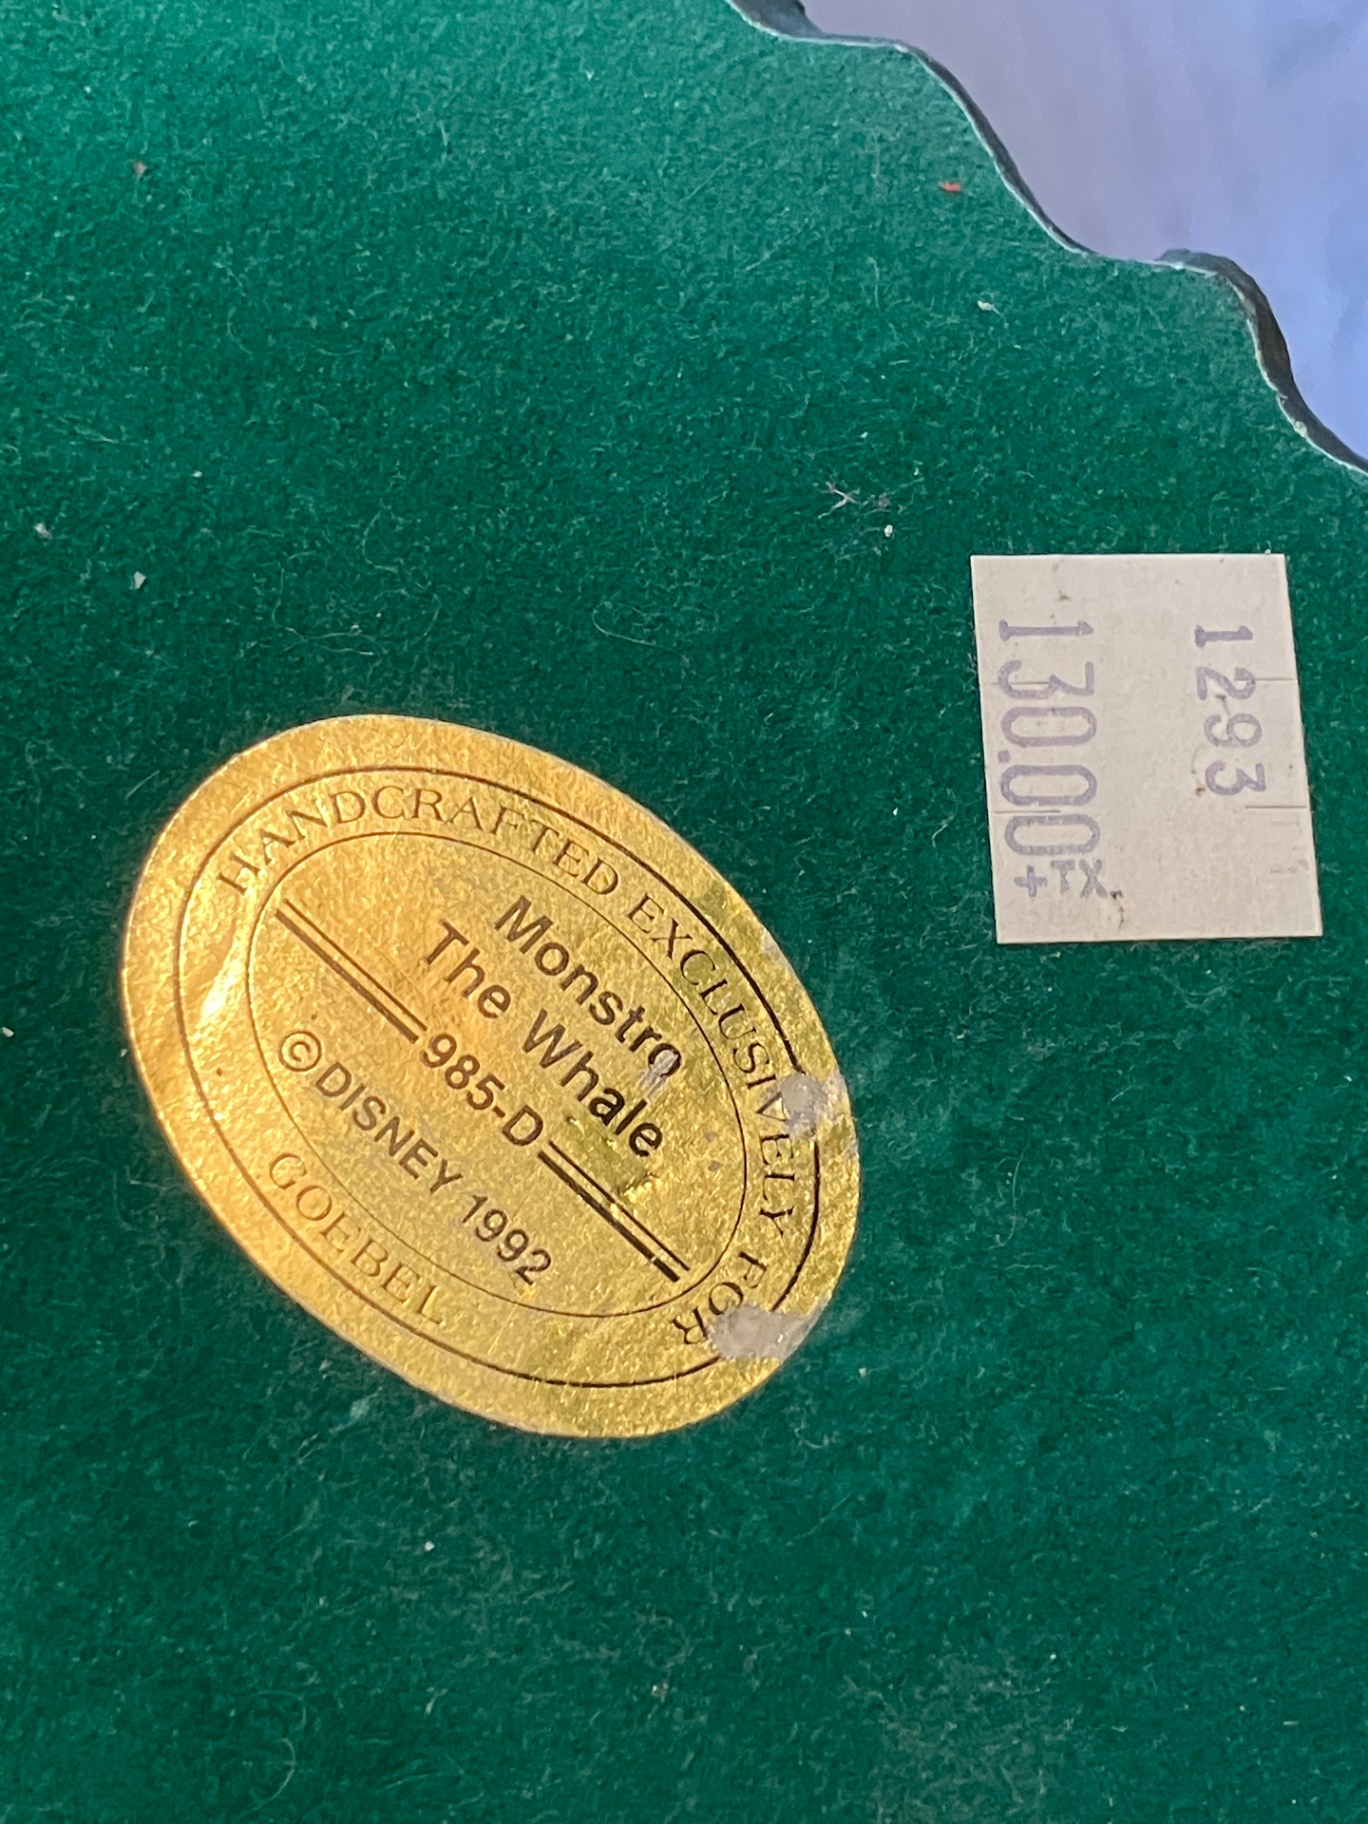 HANDCRAFTED EXCLUSIVELY FOR
Monstro
The Whale
985-D
©DISNEY 1992
GOEBEL
1293
130.00
+TX